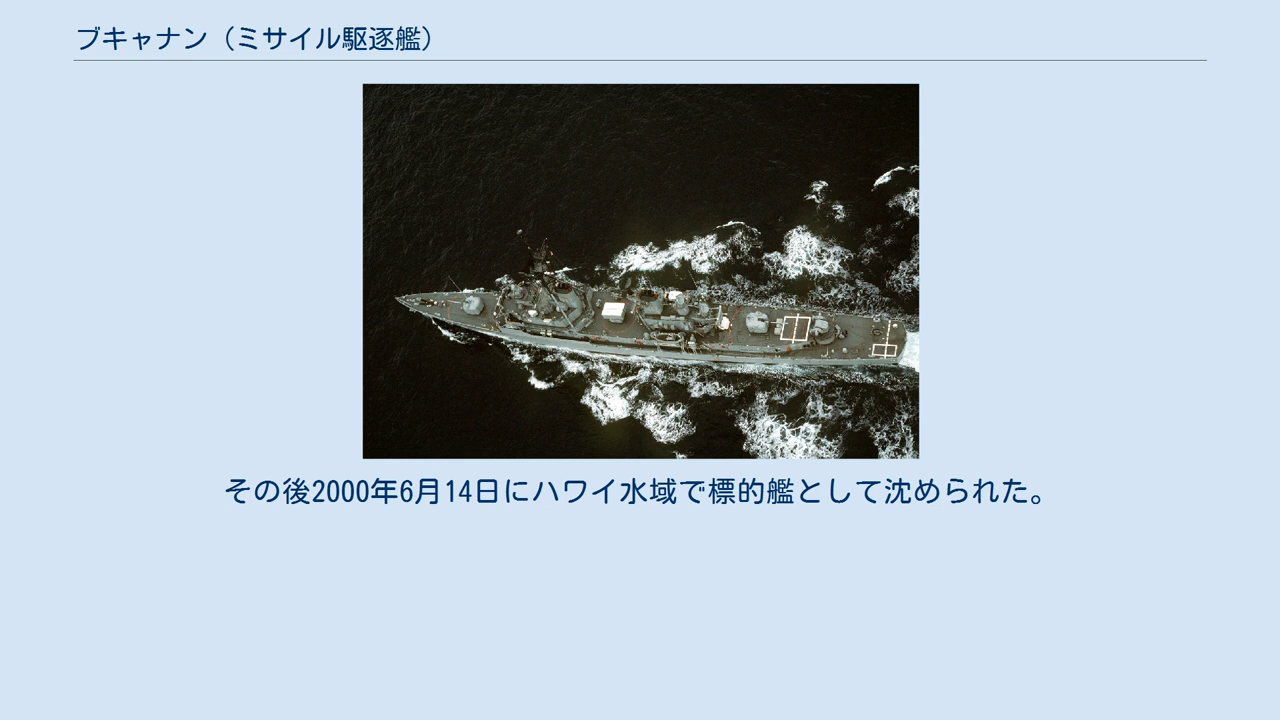 ブキャナン（ミサイル駆逐艦）
その後2000年6月14日にハワイ水域で標的艦として沈められた。